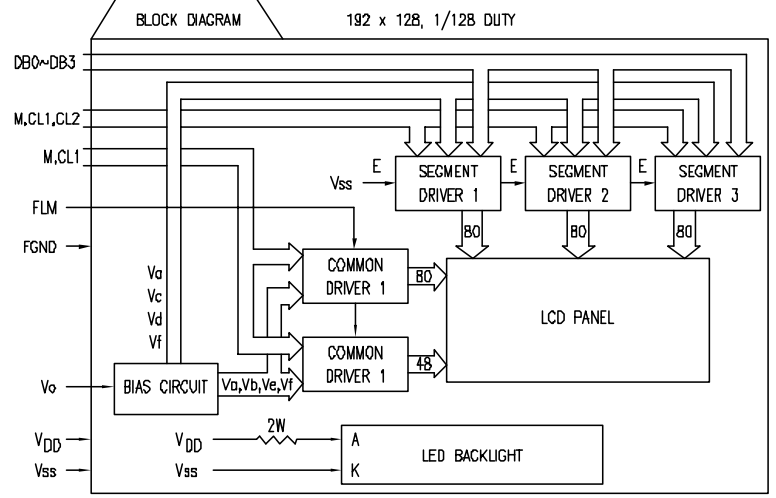 BLOCK DIAGRAM
192 x 128, 1/128 DUTY
DB0~DB3
M,CL1,CL2
M,CL1
FLM
FGND
Vss
E
SEGMENT
DRIVER 1
E
SEGMENT
DRIVER 2
E
SEGMENT
DRIVER 3
80
80
80
Va
Vc
Vd
Vf
COMMON
DRIVER 1
80
COMMON
DRIVER 1
48
LCD PANEL
Vo
BIAS CIRCUIT
Va,Vb,Ve,Vf
VDD
Vss
VDD
2W
A
Vss
K
LED BACKLIGHT